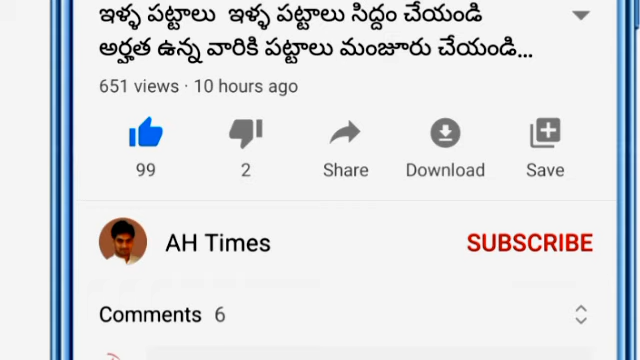 ఇళ్ళ పట్టాలు ఇళ్ళ పట్టాలు సిద్దం చేయండి
అర్హత ఉన్న వారికి పట్టాలు మంజూరు చేయండి...
651 views · 10 hours ago
99 2 Share Download Save
AH Times SUBSCRIBE
Comments 6